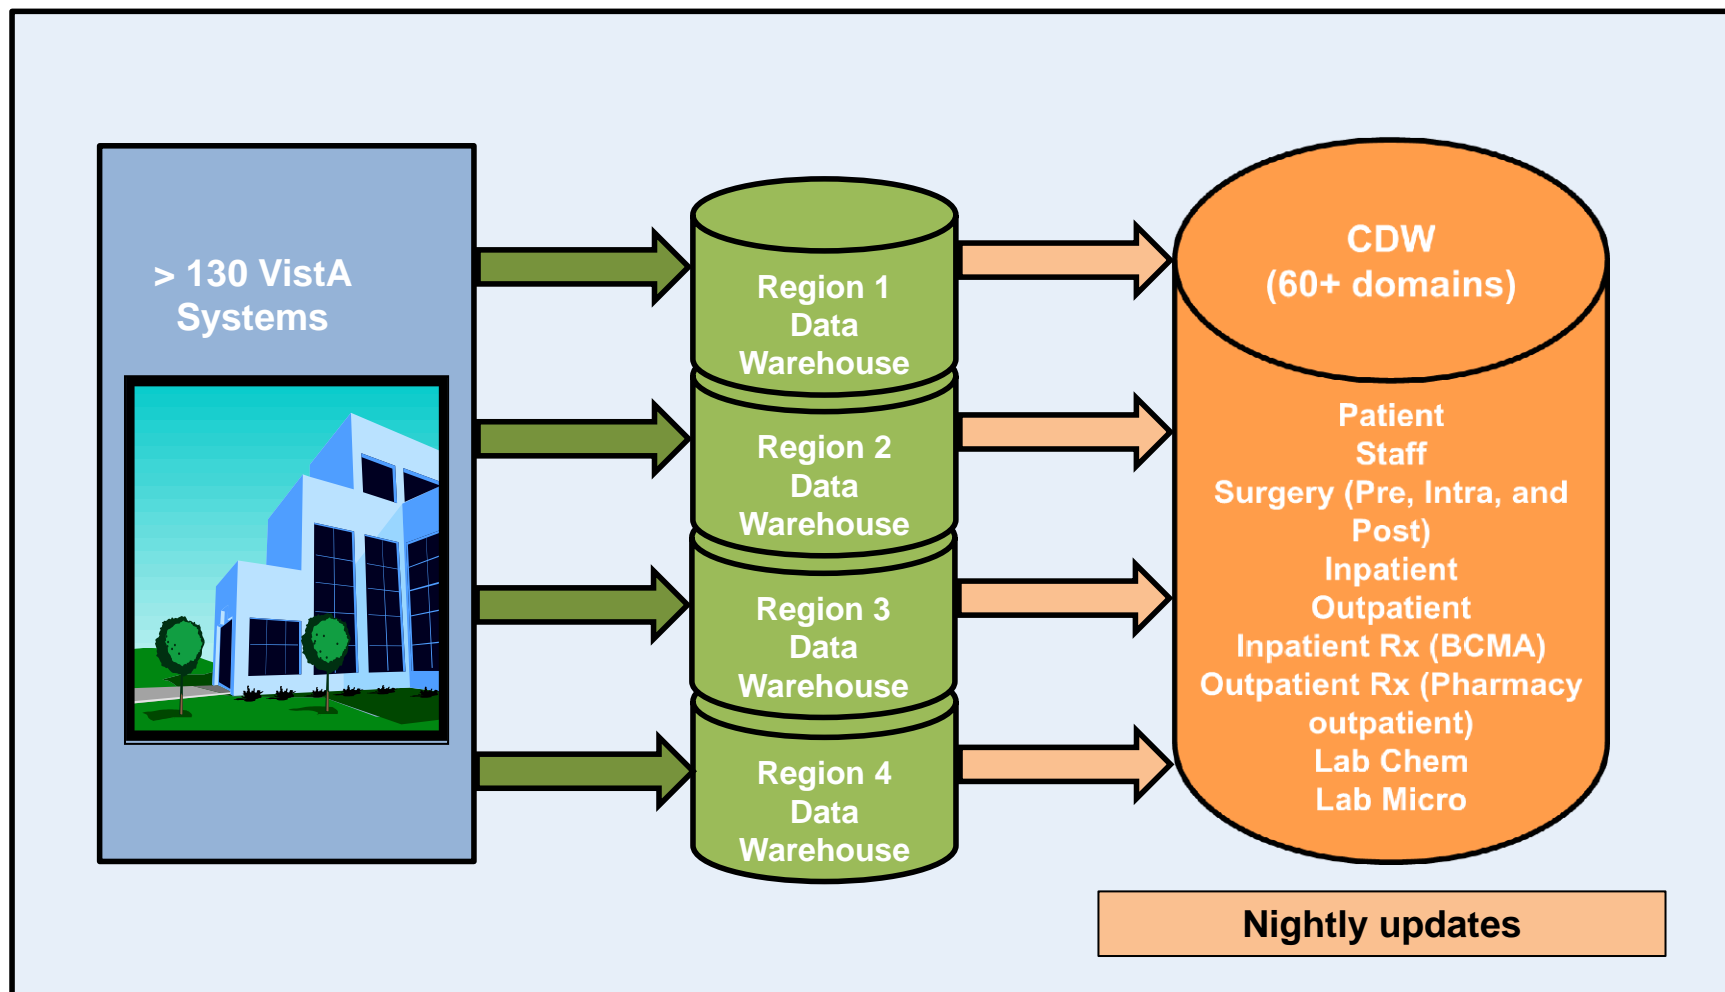 > 130 VistA
Systems
Region 1
Data
Warehouse
Region 2
Data
Warehouse
Region 3
Data
Warehouse
Region 4
Data
Warehouse
CDW
(60+ domains)
Patient
Staff
Surgery (Pre, Intra, and
Post)
Inpatient
Outpatient
Inpatient Rx (BCMA)
Outpatient Rx (Pharmacy
outpatient)
Lab Chem
Lab Micro
Nightly updates